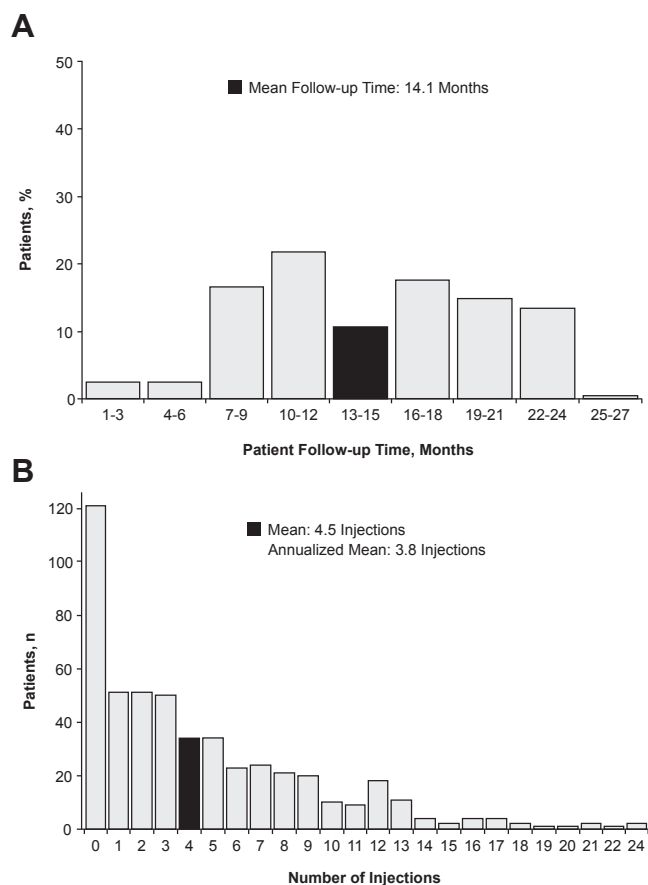 A
50
Mean Follow-up Time: 14.1 Months
40
30
20
10
0
Patients, %
1-3 4-6 7-9 10-12 13-15 16-18 19-21 22-24 25-27
Patient Follow-up Time, Months
B
120
Mean: 4.5 Injections
Annualized Mean: 3.8 Injections
100
80
60
40
20
0
Patients, n
0 1 2 3 4 5 6 7 8 9 10 11 12 13 14 15 16 17 18 19 20 21 22 24
Number of Injections